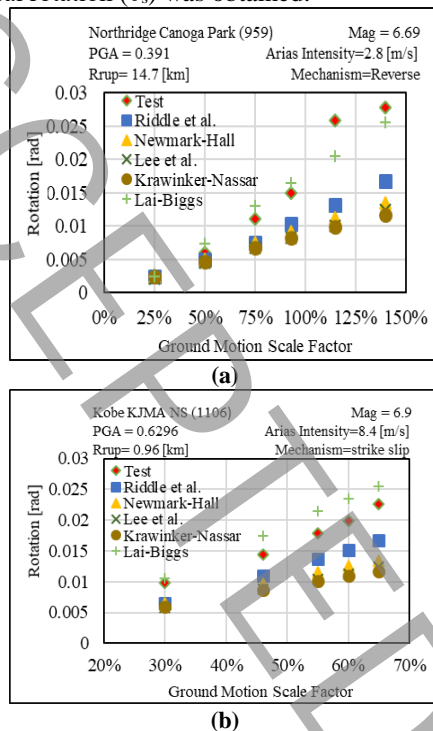 was obtained.
Northridge Canoga Park (959) Mag = 6.69
PGA = 0.391 Arias Intensity=2.8 [m/s]
Rrup= 14.7 [km] Mechanism=Reverse
0.03
0.025
0.02
0.015
0.01
0.005
0
Rotation [rad]
Test
Riddle et al.
Newmark-Hall
Lee et al.
Krawinker-Nassar
Lai-Biggs
0% 25% 50% 75% 100% 125% 150%
Ground Motion Scale Factor
(a)
Kobe KJMA NS (1106) Mag = 6.9
PGA = 0.6296 Arias Intensity=8.4 [m/s]
Rrup= 0.96 [km] Mechanism=strike slip
0.03
0.025
0.02
0.015
0.01
0.005
0
Rotation [rad]
Test
Riddle et al.
Newmark-Hall
Lee et al.
Krawinker-Nassar
Lai-Biggs
20% 30% 40% 50% 60% 70%
Ground Motion Scale Factor
(b)